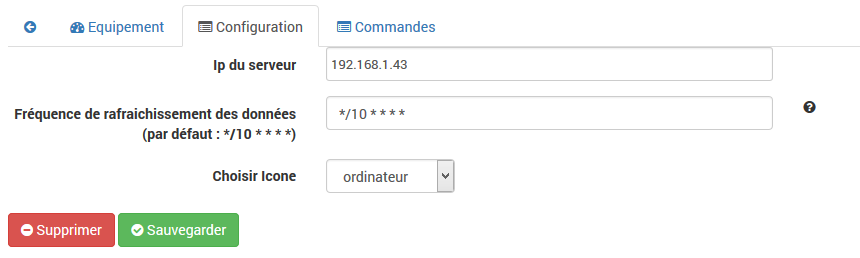 Equipement Configuration Commandes
Ip du serveur 192.168.1.43
Fréquence de rafraichissement des données
(par défaut : */10 * * * *) */10 * * * *
Choisir Icone ordinateur
Supprimer Sauvegarder